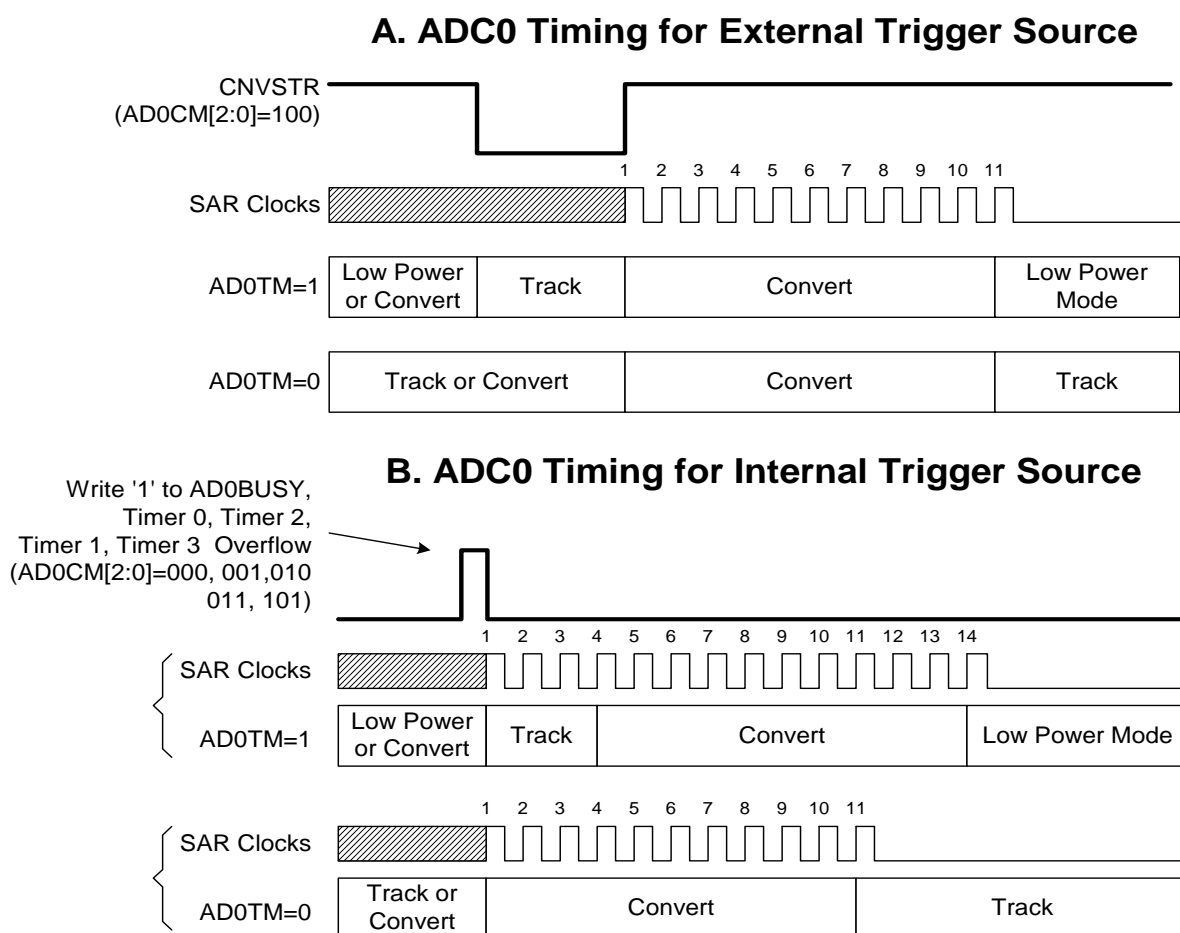 A. ADC0 Timing for External Trigger Source
CNVSTR
(AD0CM[2:0]=100)
1 2 3 4 5 6 7 8 9 10 11
SAR Clocks
AD0TM=1
Low Power
or Convert
Track
Convert
Low Power
Mode
AD0TM=0
Track or Convert
Convert
Track
B. ADC0 Timing for Internal Trigger Source
Write '1' to AD0BUSY,
Timer 0, Timer 2,
Timer 1, Timer 3 Overflow
(AD0CM[2:0]=000, 001,010
011, 101)
1 2 3 4 5 6 7 8 9 10 11 12 13 14
SAR Clocks
AD0TM=1
Low Power
or Convert
Track
Convert
Low Power Mode
1 2 3 4 5 6 7 8 9 10 11
SAR Clocks
AD0TM=0
Track or
Convert
Convert
Track